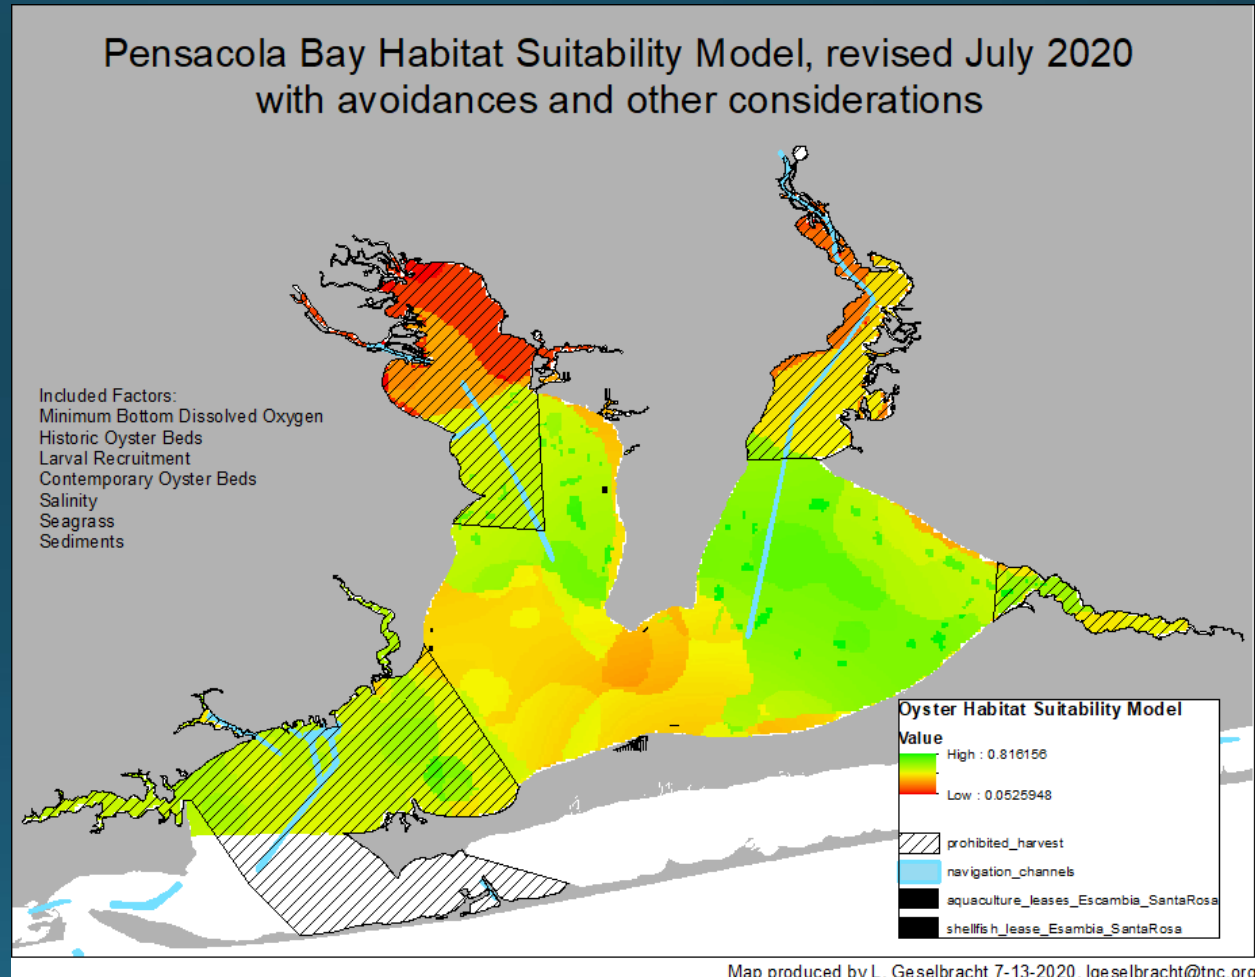 Pensacola Bay Habitat Suitability Model, revised July 2020
with avoidances and other considerations
Included Factors:
Minimum Bottom Dissolved Oxygen
Historic Oyster Beds
Larval Recruitment
Contemporary Oyster Beds
Salinity
Seagrass
Sediments
Oyster Habitat Suitability Model
Value
High : 0.816156
Low : 0.0525948
prohibited_harvest
navigation_channels
aquaculture_leases_Escambia_SantaRosa
shellfish_lease_Esambia_SantaRosa
Map produced by L. Geselbracht 7-13-2020, lgeselbracht@tnc.org